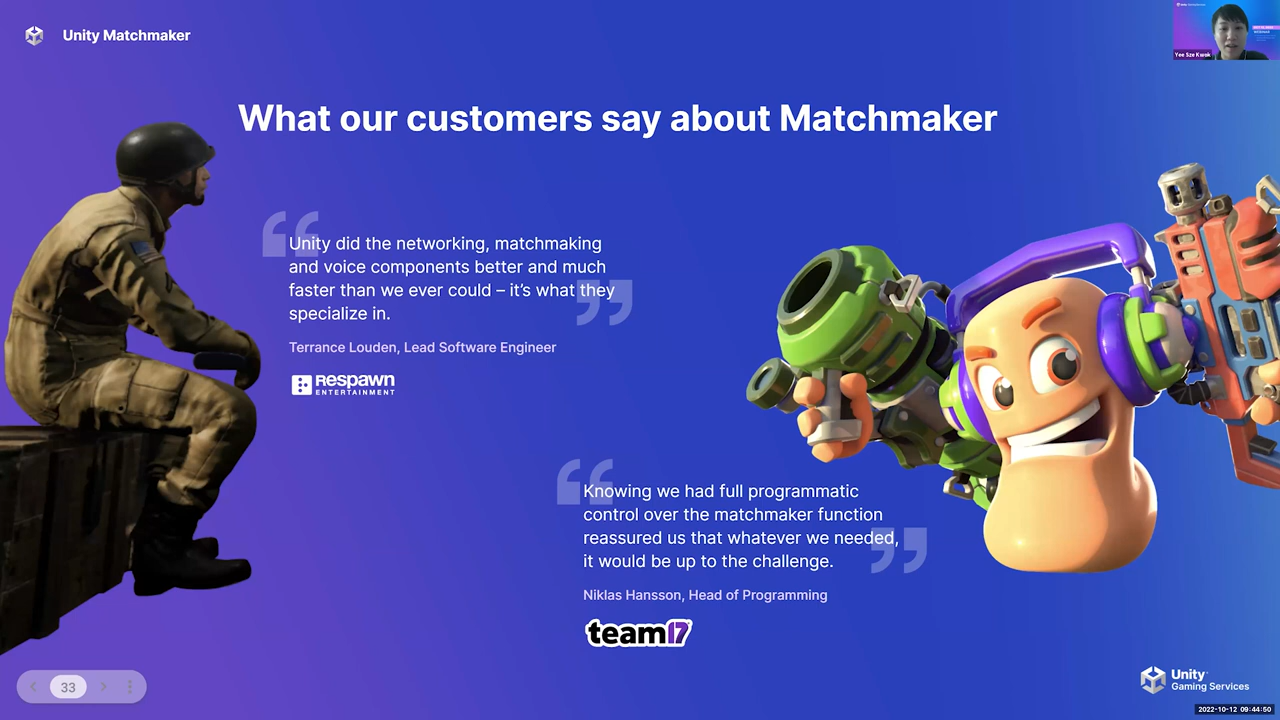 Unity Matchmaker
Yee Sze Kwok
What our customers say about Matchmaker
Unity did the networking, matchmaking
and voice components better and much
faster than we ever could – it’s what they
specialize in.
Terrance Louden, Lead Software Engineer
RESPAWN
ENTERTAINMENT
Knowing we had full programmatic
control over the matchmaker function
reassured us that whatever we needed,
it would be up to the challenge.
Niklas Hansson, Head of Programming
team17
33
Unity
Gaming Services
2022-10-12 09:44:50